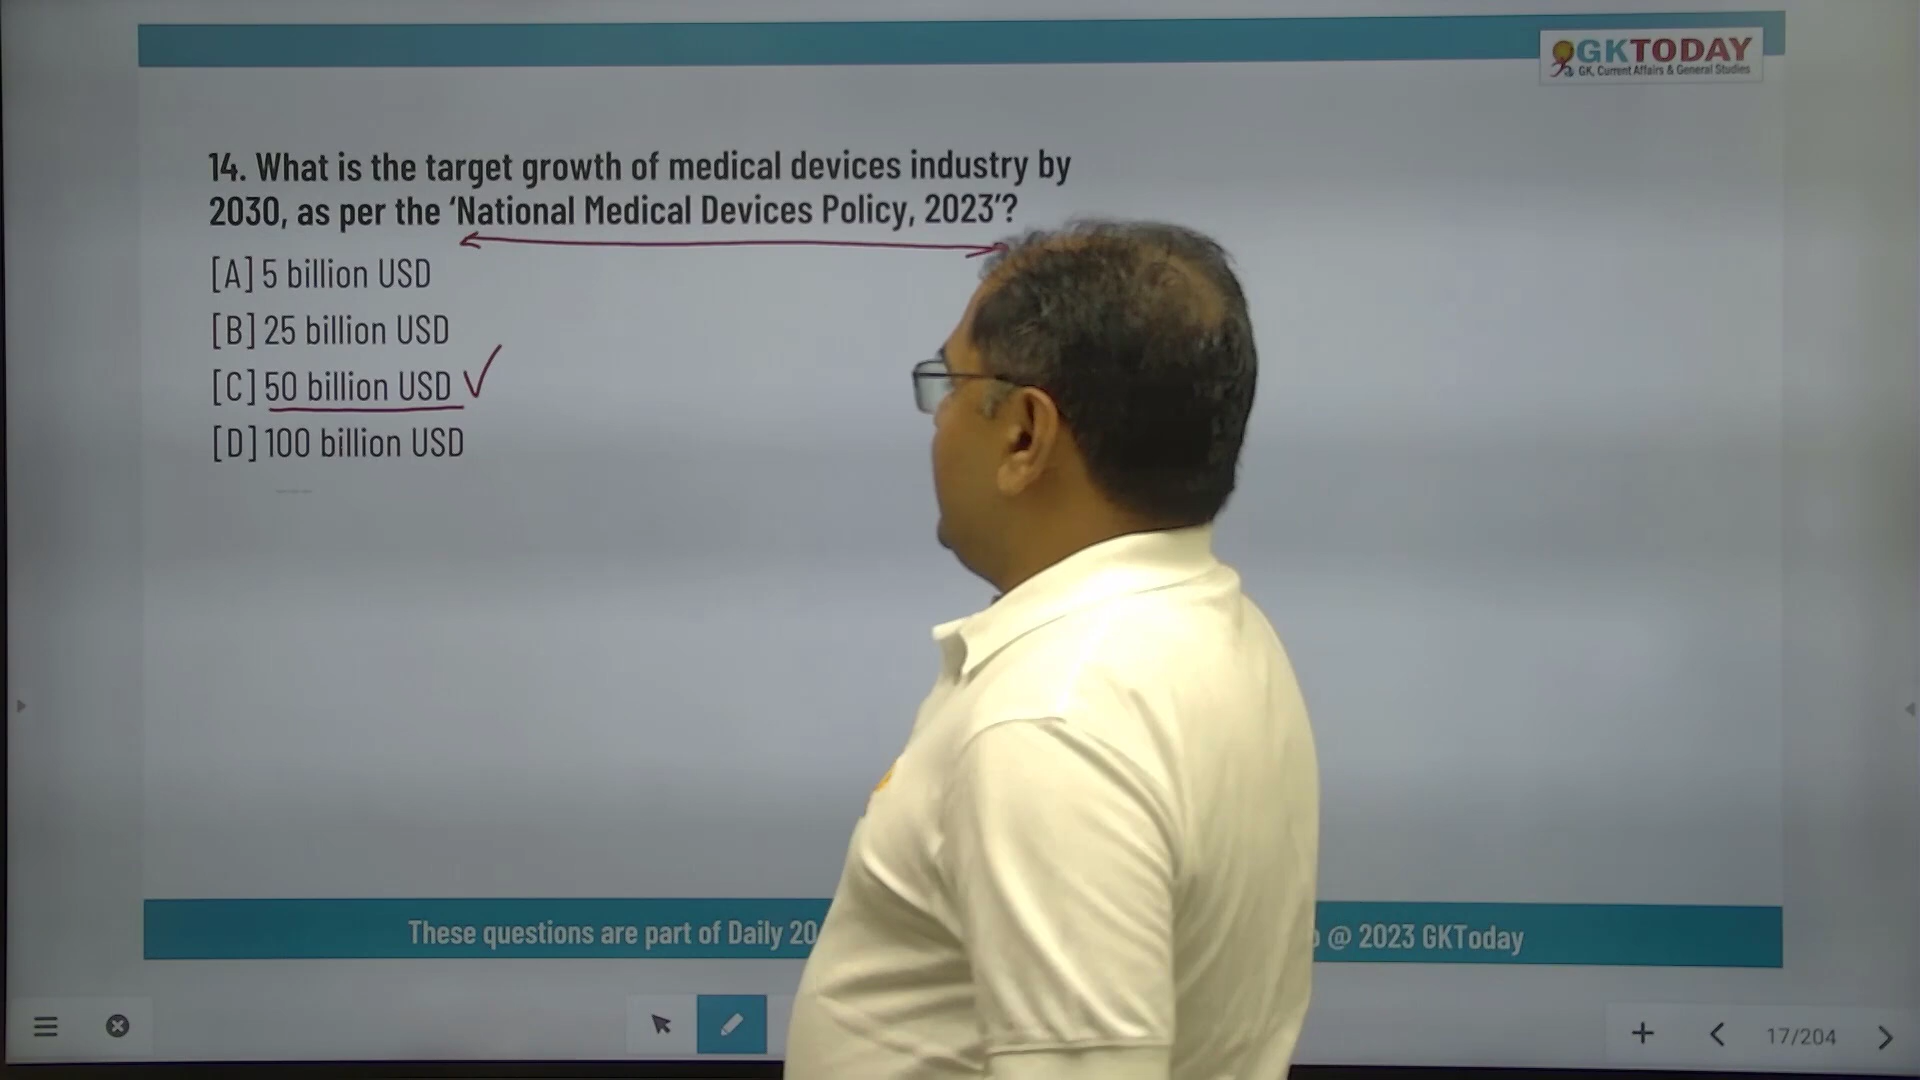 GKTODAY
GK, Current Affairs & General Studies
14. What is the target growth of medical devices industry by
2030, as per the ‘National Medical Devices Policy, 2023’?
[A] 5 billion USD
[B] 25 billion USD
[C] 50 billion USD
[D] 100 billion USD
These questions are part of Daily 20
@ 2023 GKToday
17/204